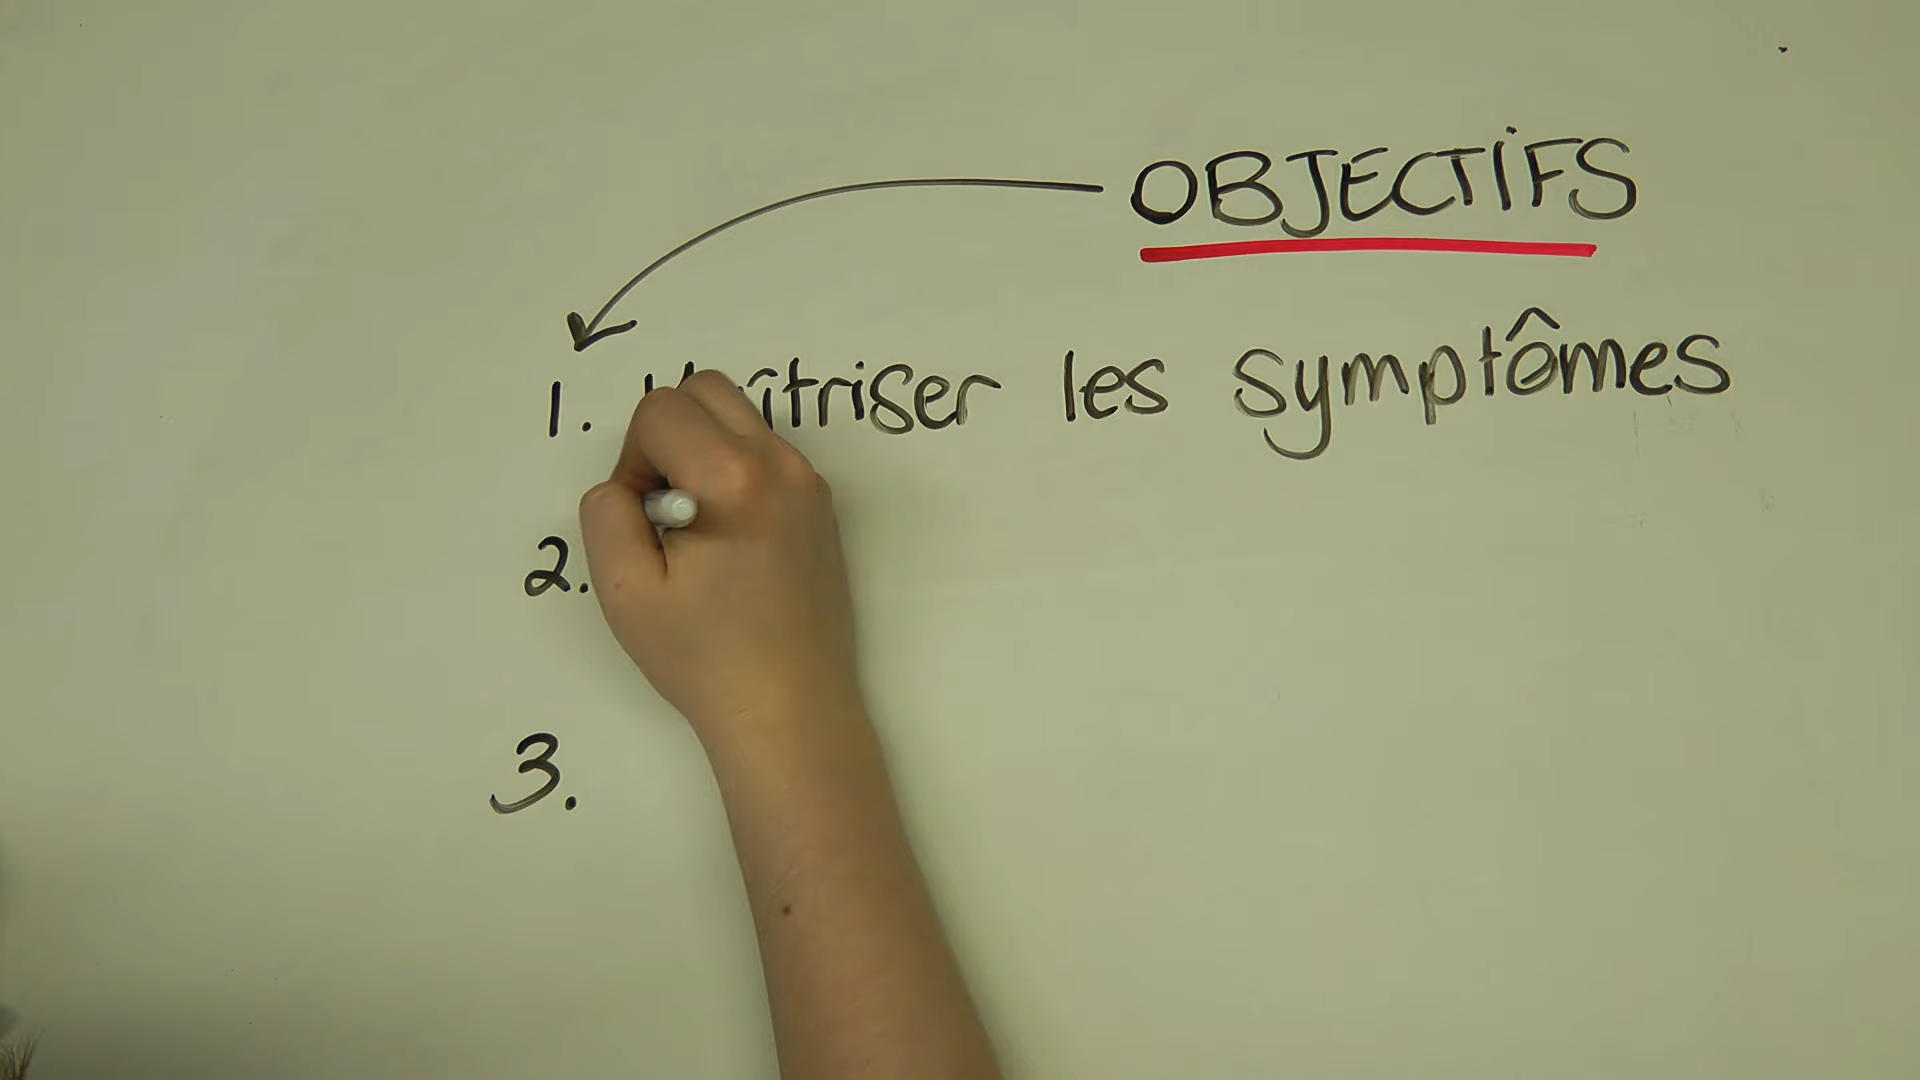 OBJECTIFS
1. Maîtriser les symptômes
2.
3.